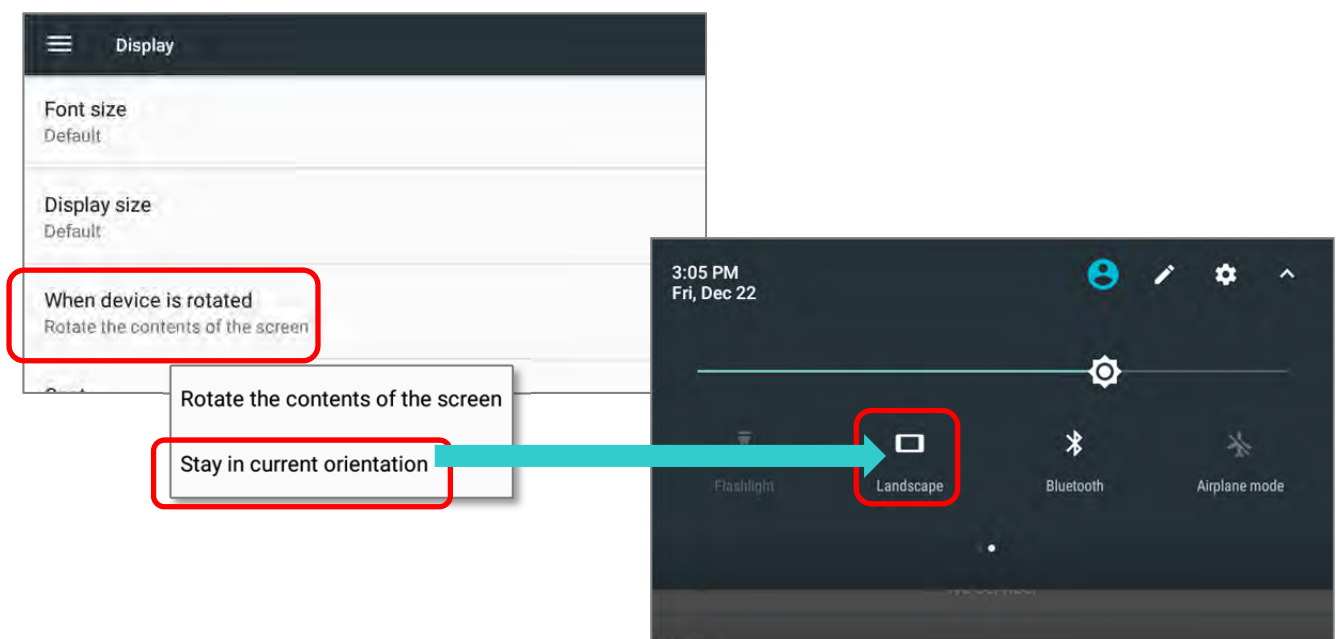 Display
Font size
Default
Display size
Default
When device is rotated
Rotate the contents of the screen
Rotate the contents of the screen
Stay in current orientation
3:05 PM
Fri, Dec 22
Flashlight
Landscape
Bluetooth
Airplane mode